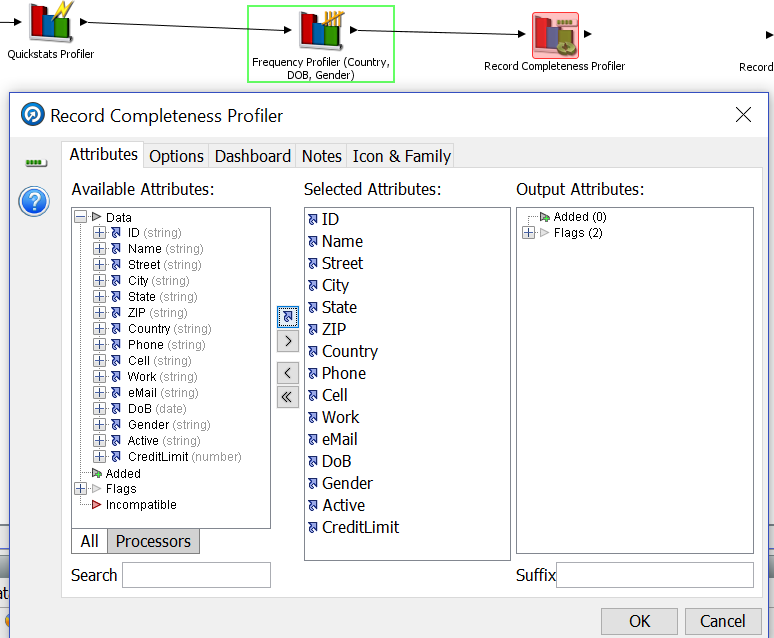 Quickstats Profiler
Frequency Profiler (Country,
DOB, Gender)
Record Completeness Profiler
Record
Record Completeness Profiler
Attributes
Options
Dashboard
Notes
Icon & Family
Available Attributes:
Data
ID (string)
Name (string)
Street (string)
City (string)
State (string)
ZIP (string)
Country (string)
Phone (string)
Cell (string)
Work (string)
eMail (string)
DoB (date)
Gender (string)
Active (string)
CreditLimit (number)
Added
Flags
Incompatible
All
Processors
Search
Selected Attributes:
ID
Name
Street
City
State
ZIP
Country
Phone
Cell
Work
eMail
DoB
Gender
Active
CreditLimit
Output Attributes:
Added (0)
Flags (2)
Suffix
OK
Cancel